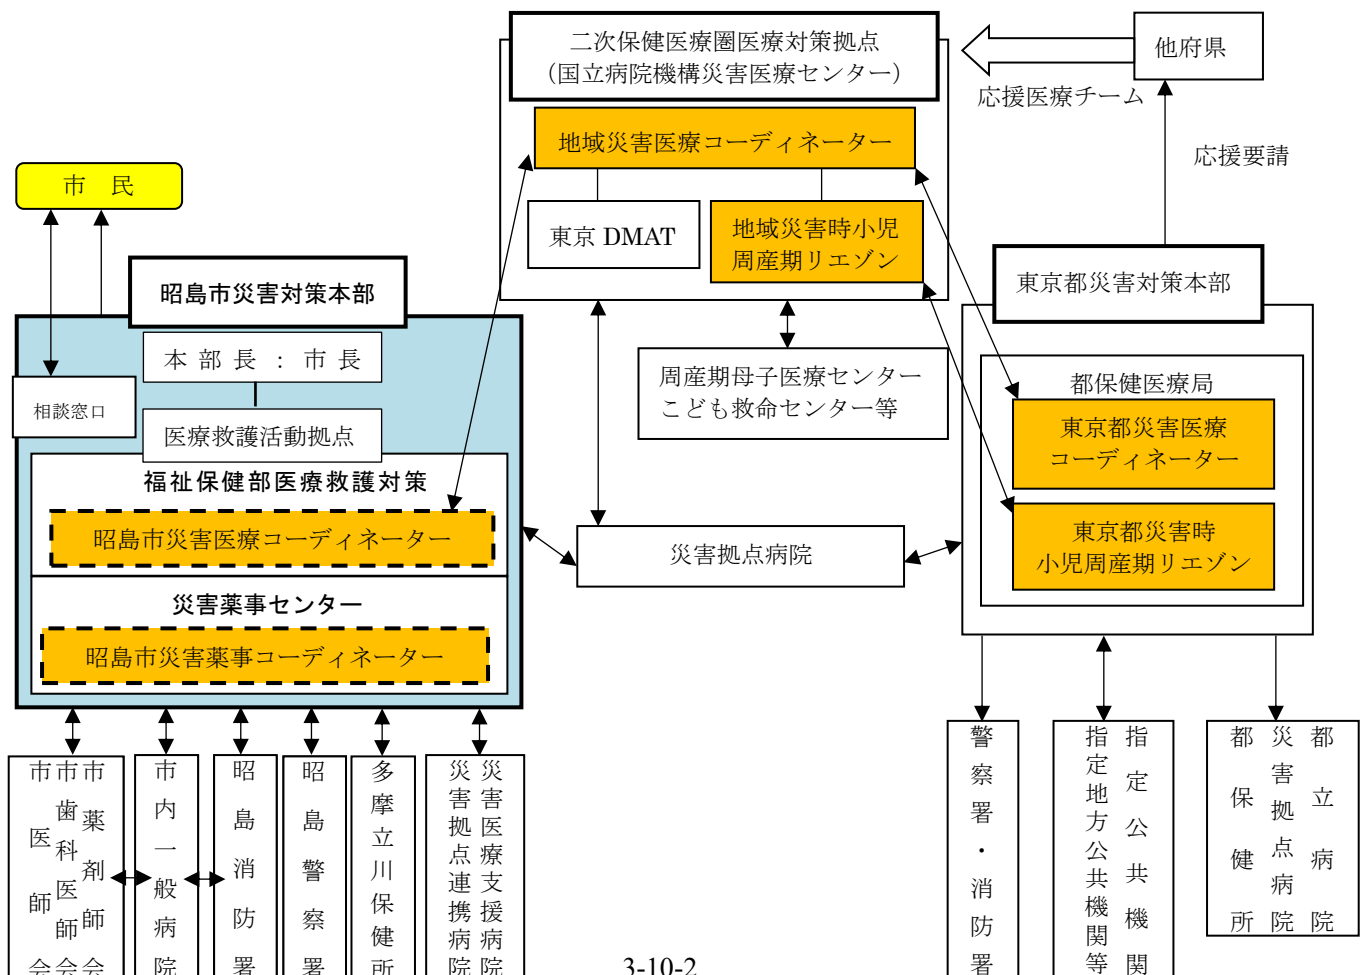 二次保健医療圏医療対策拠点
（国立病院機構災害医療センター）
他府県
応援医療チーム
地域災害医療コーディネーター
応援要請
市　民
東京 DMAT
地域災害時小児
周産期リエゾン
昭島市災害対策本部
東京都災害対策本部
本 部 長 ： 市 長
相談窓口
医療救護活動拠点
周産期母子医療センター
こども救命センター等
都保健医療局
東京都災害医療
コーディネーター
福祉保健部医療救護対策
昭島市災害医療コーディネーター
災害拠点病院
東京都災害時
小児周産期リエゾン
災害薬事センター
昭島市災害薬事コーディネーター
市薬剤師会
市歯科医師会
市医師会
市内一般病院
昭島消防署
昭島警察署
多摩立川保健所
災害医療支援病院
災害拠点連携病院
警察署・消防署
指定公共機関
指定地方公共機関等
都立病院
災害拠点病院
都保健所
3-10-2